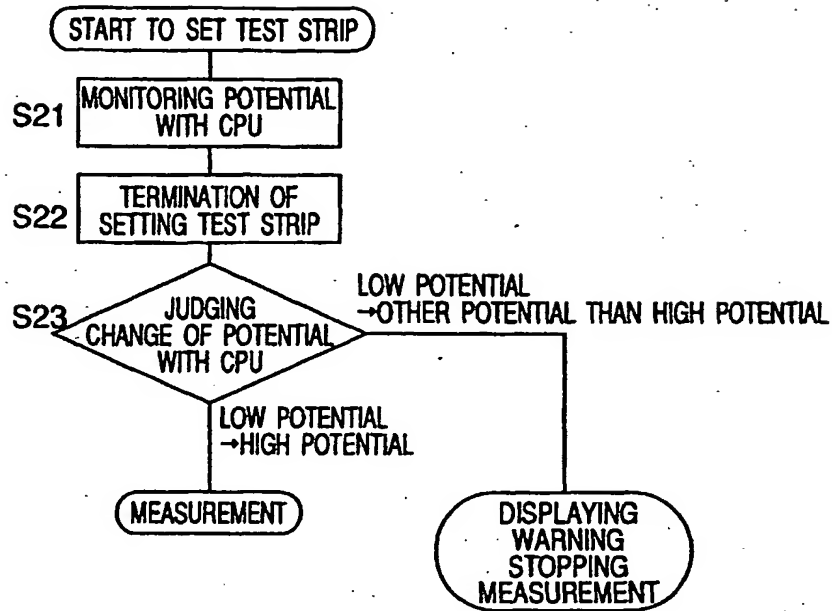 START TO SET TEST STRIP
S21
MONITORING POTENTIAL
WITH CPU
S22
TERMINATION OF
SETTING TEST STRIP
S23
JUDGING
CHANGE OF POTENTIAL
WITH CPU
LOW POTENTIAL
→OTHER POTENTIAL THAN HIGH POTENTIAL
LOW POTENTIAL
→HIGH POTENTIAL
MEASUREMENT
DISPLAYING
WARNING
STOPPING
MEASUREMENT